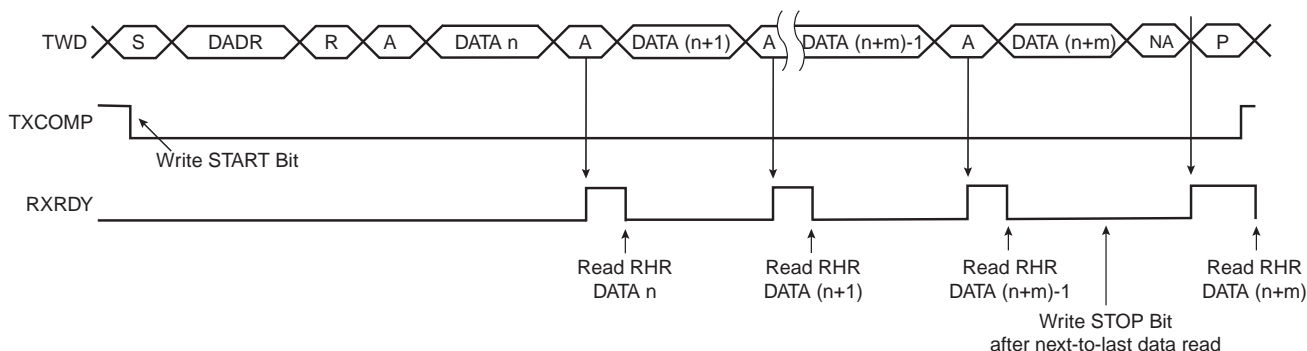 TWD S DADR R A DATA n A DATA (n+1) A DATA (n+m)-1 A DATA (n+m) NA P
TXCOMP
Write START Bit
RXRDY
Read RHR
DATA n
Read RHR
DATA (n+1)
Read RHR
DATA (n+m)-1
Read RHR
DATA (n+m)
Write STOP Bit
after next-to-last data read